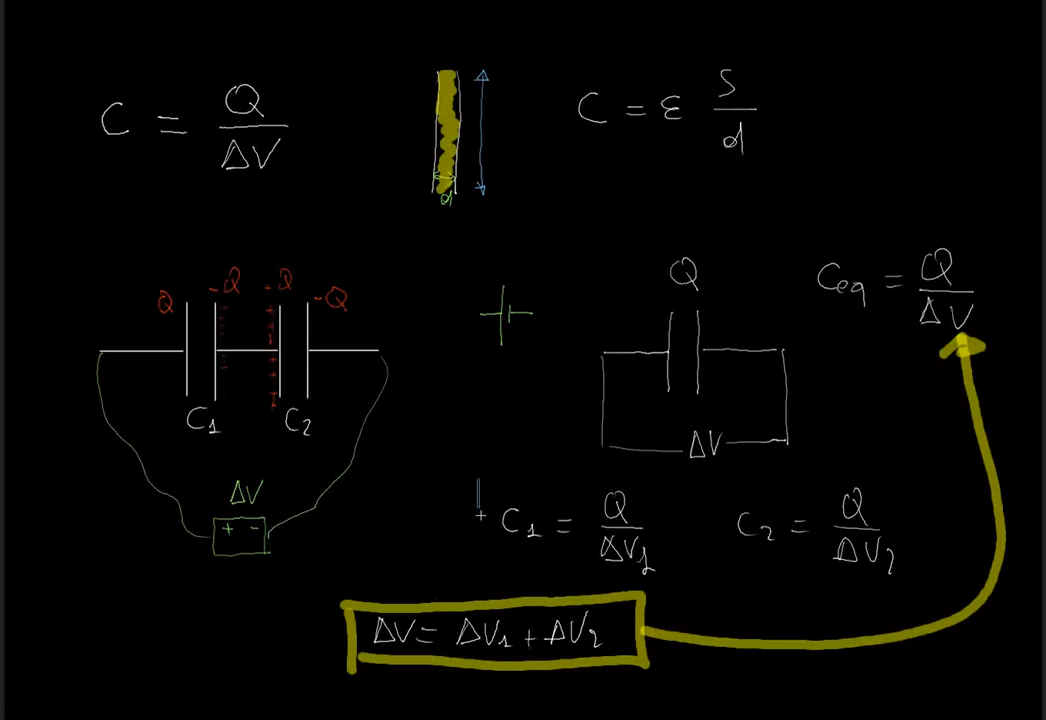 C = Q / ΔV
C = ε S / d
d
Q -Q -Q -Q
C₁ C₂
ΔV
+ -
Q
ΔV
Ceq = Q / ΔV
C₁ = Q / ΔV₁
C₂ = Q / ΔV₂
ΔV = ΔV₁ + ΔV₂